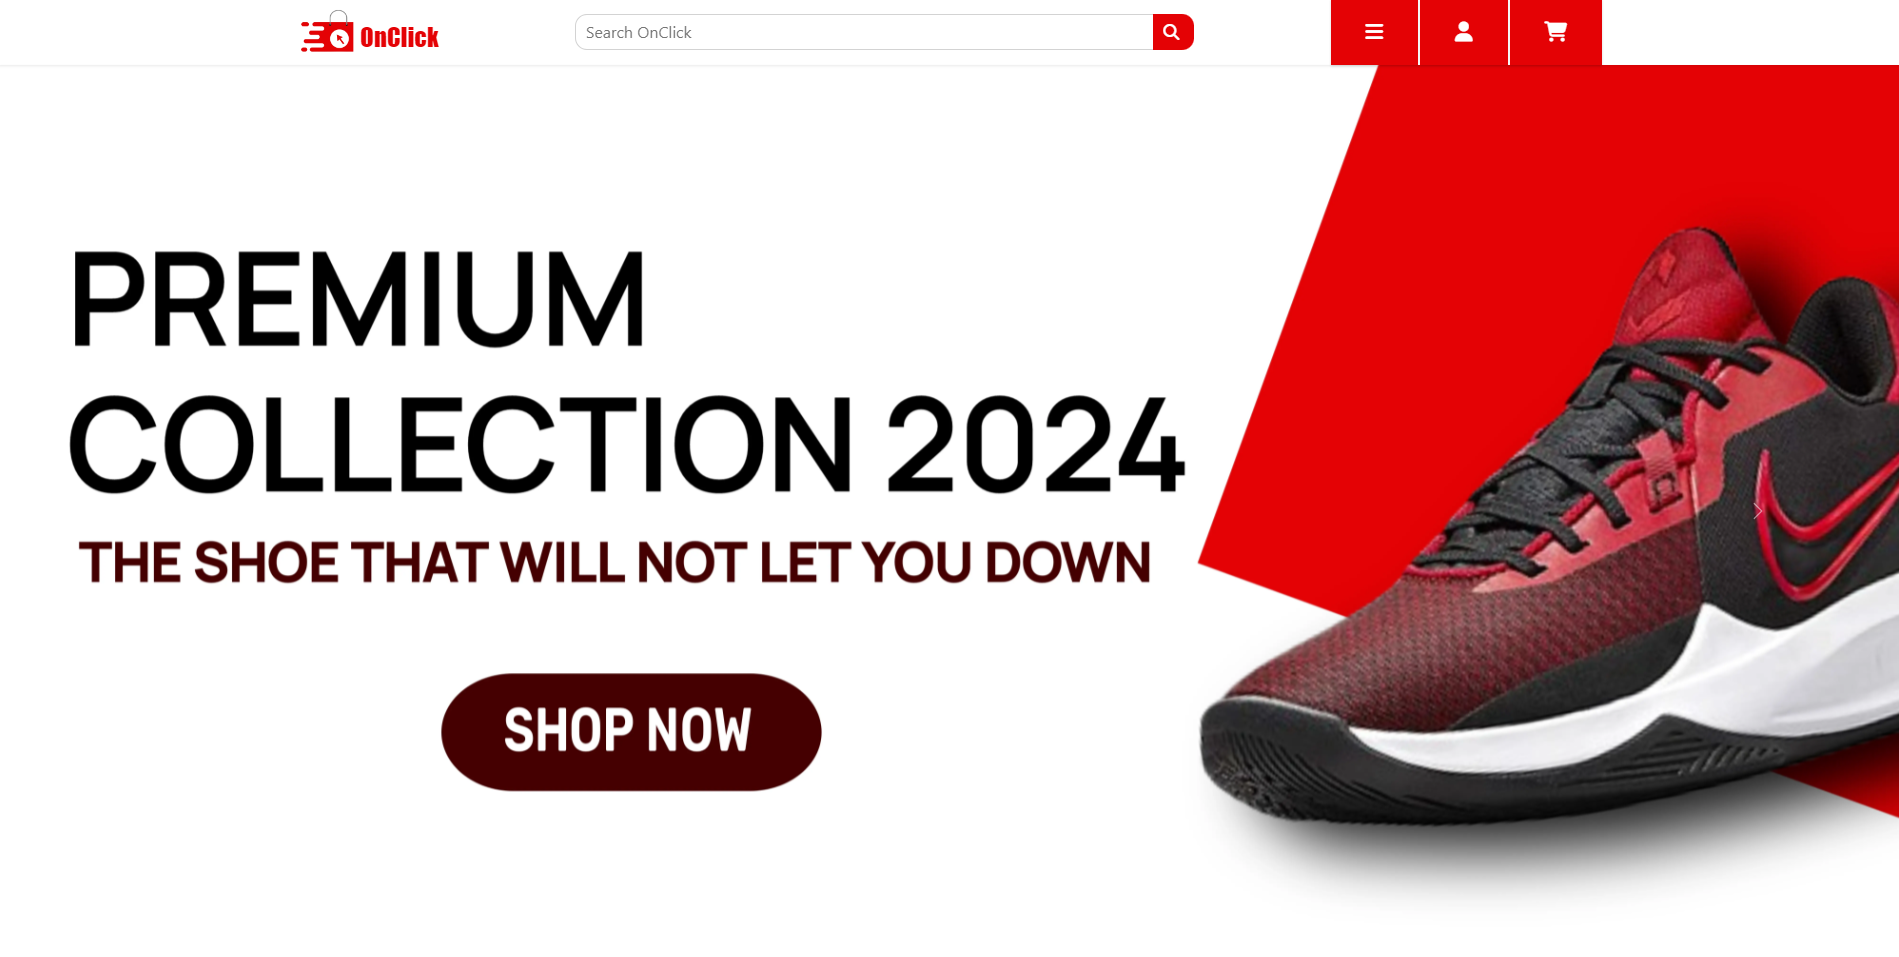 OnClick
Search OnClick
PREMIUM
COLLECTION 2024
THE SHOE THAT WILL NOT LET YOU DOWN
SHOP NOW